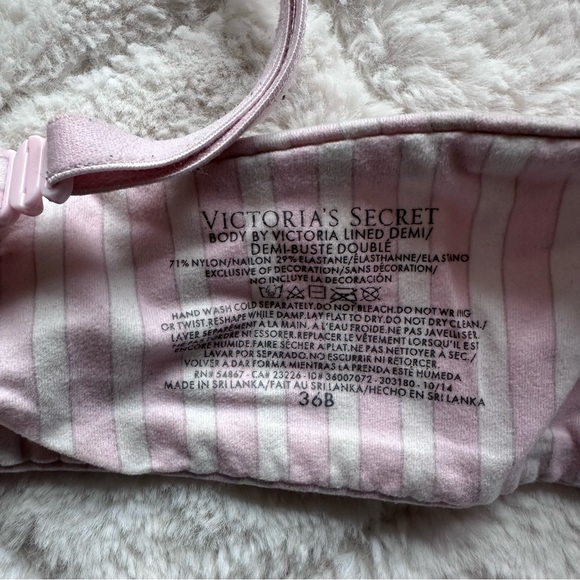 VICTORIA'S SECRET
BODY BY VICTORIA LINED DEMI/
DEMI-BUSTE DOUBLÉ
71% NYLON/NAILON 29% ELASTANE/ÉLASTHANNE/ELASTANO
EXCLUSIVE OF DECORATION/SANS DÉCORATION/
NO INCLUYE LA DECORACIÓN
HAND WASH COLD SEPARATELY.DO NOT BLEACH.DO NOT WRING
OR TWIST.RESHAPE WHILE DAMP.LAY FLAT TO DRY.DO NOT DRY CLEAN./
LAVER SÉPARÉMENT À LA MAIN. À L'EAU FROIDE.NE PAS JAVELLISER.
NE PAS TORDRE NI ESSORER.REPLACER LE VÊTEMENT LORSQU'IL EST
ENCORE HUMIDE.FAIRE SÉCHER À PLAT.NE PAS NETTOYER À SEC./
LAVAR POR SEPARADO.NO ESCURRIR NI RETORCER.
VOLVER A DAR FORMA MIENTRAS LA PRENDA ESTÉ HÚMEDA
RN# 54867 - CA# 23226 - ID# 36007072 - 303180 - 10/14
MADE IN SRI LANKA/FAIT AU SRI LANKA/HECHO EN SRI LANKA
36B